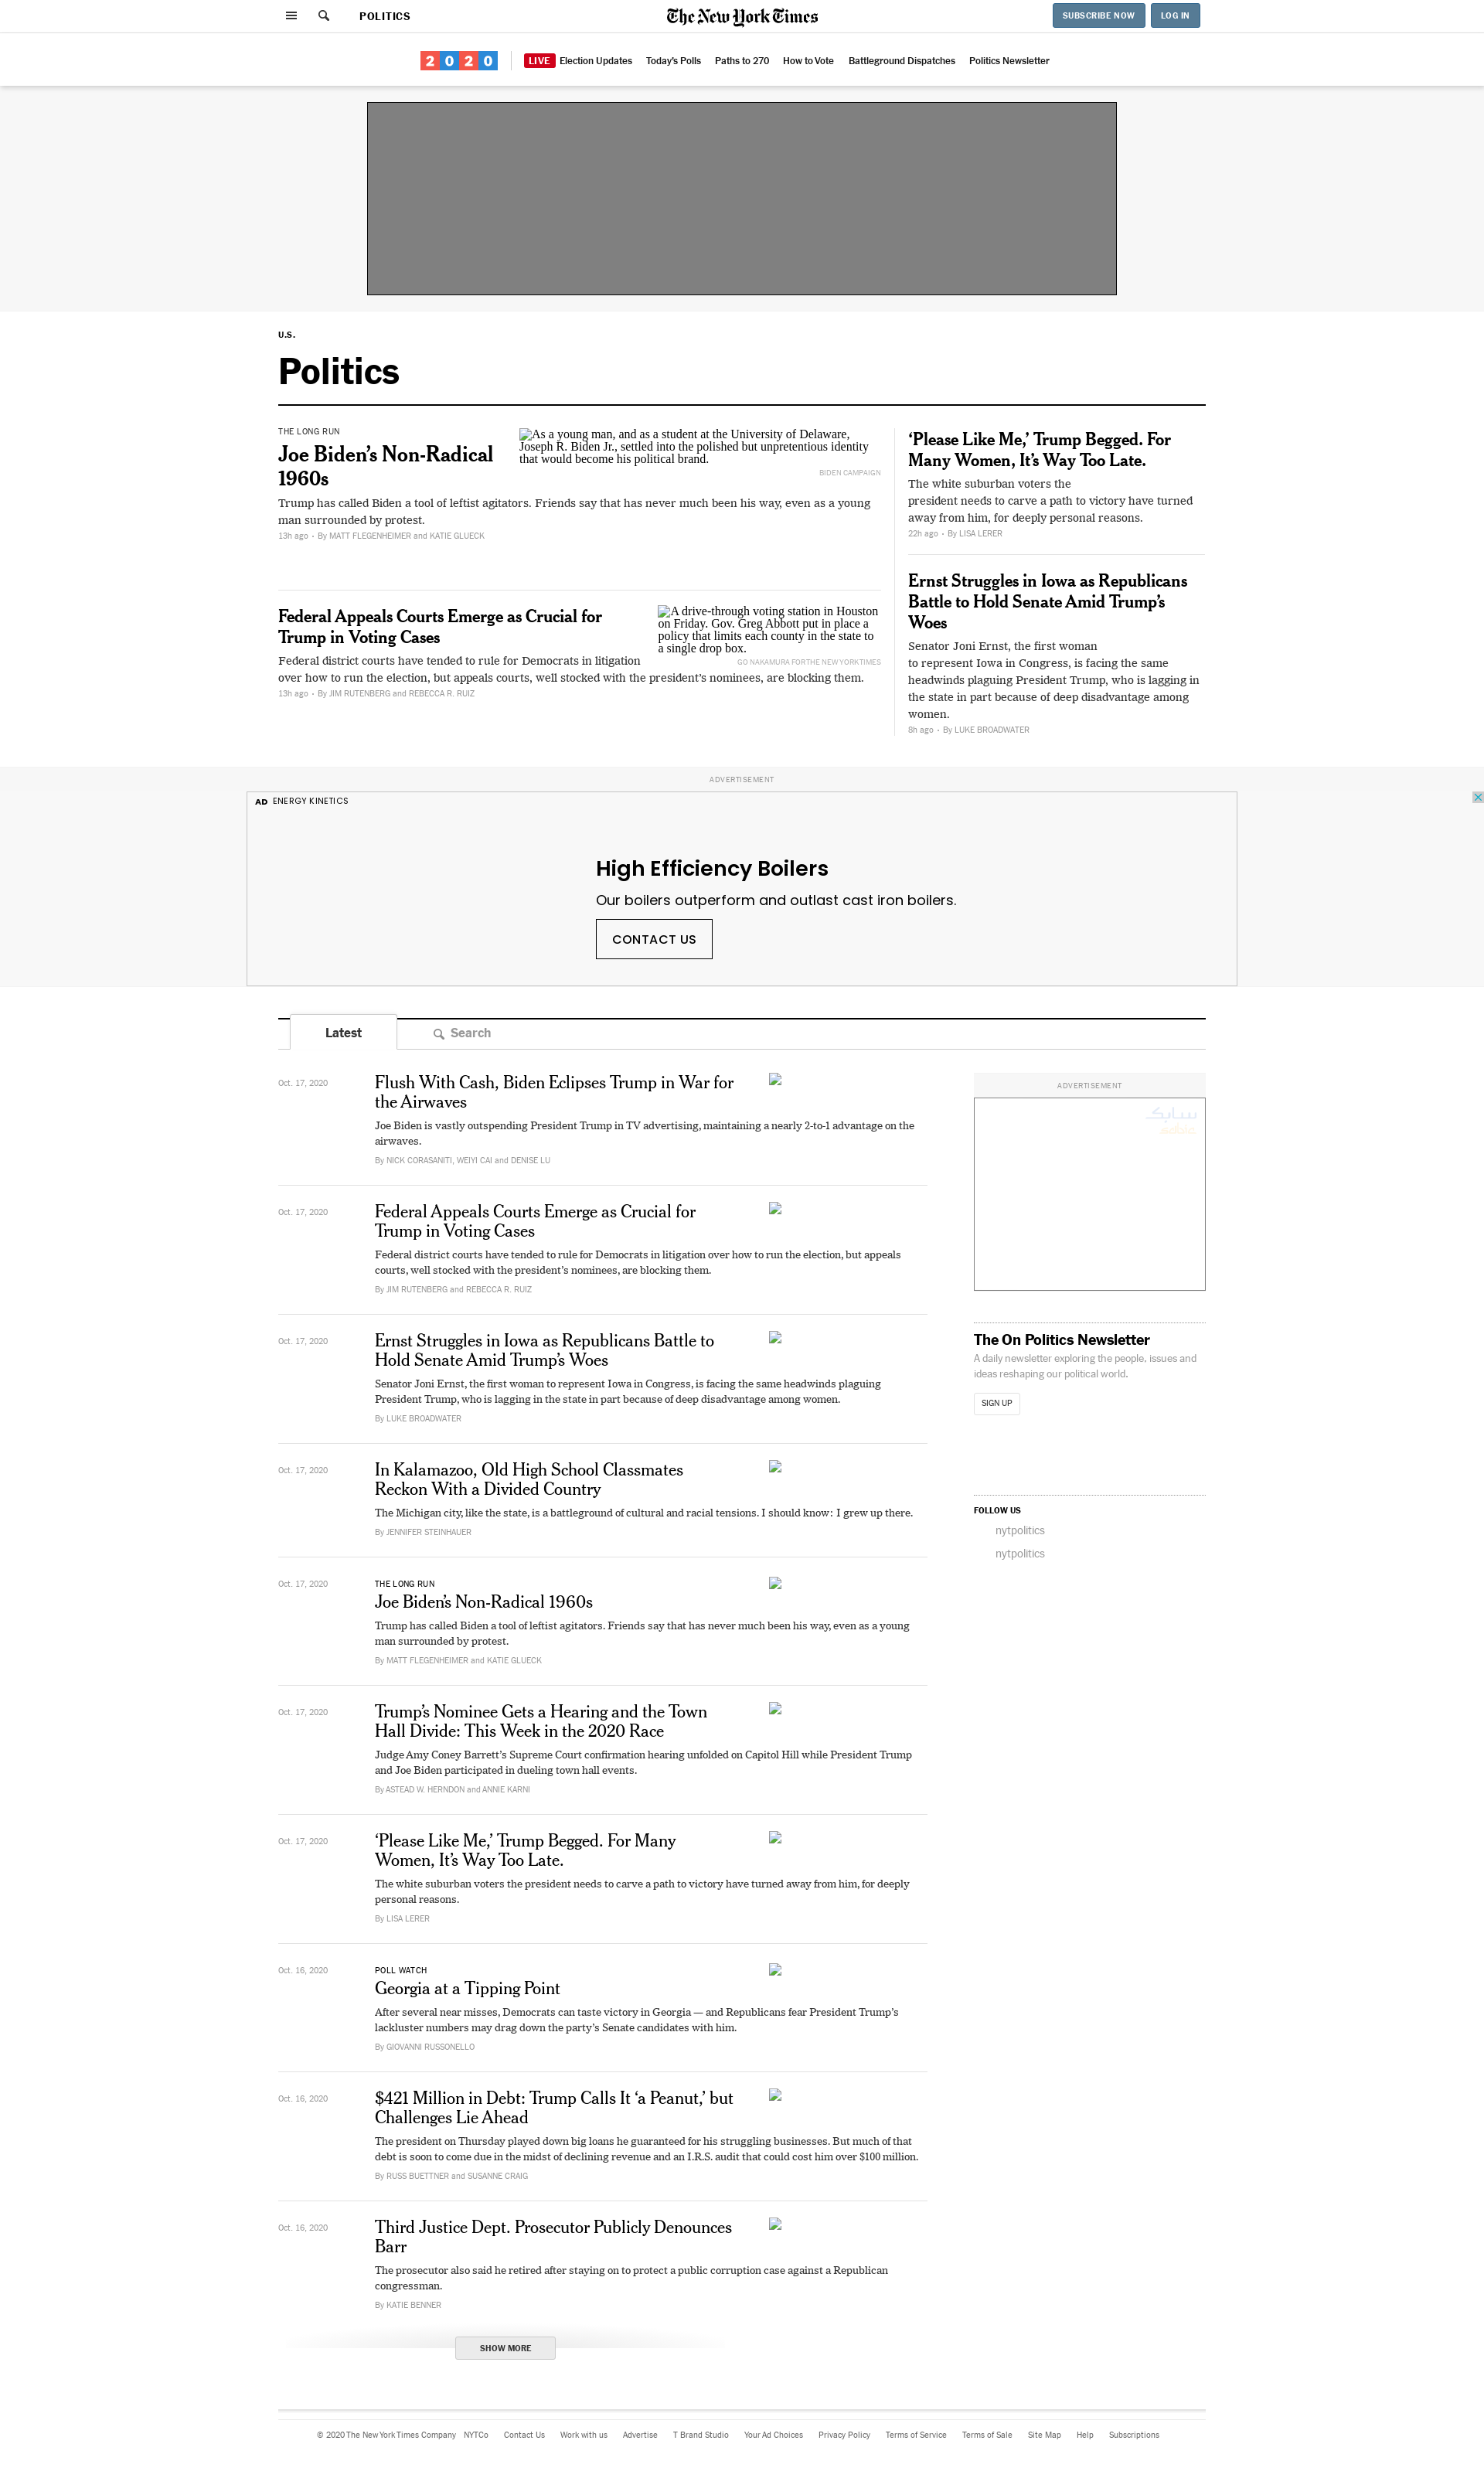 POLITICS
The New York Times
SUBSCRIBE NOW
LOG IN
2020
LIVE Election Updates
Today's Polls
Paths to 270
How to Vote
Battleground Dispatches
Politics Newsletter
U.S.
Politics
THE LONG RUN
Joe Biden’s Non-Radical
1960s
As a young man, and as a student at the University of Delaware,
Joseph R. Biden Jr., settled into the polished but unpretentious identity
that would become his political brand.
BIDEN CAMPAIGN
Trump has called Biden a tool of leftist agitators. Friends say that has never much been his way, even as a young
man surrounded by protest.
13h ago • By MATT FLEGENHEIMER and KATIE GLUECK
Federal Appeals Courts Emerge as Crucial for
Trump in Voting Cases
A drive-through voting station in Houston
on Friday. Gov. Greg Abbott put in place a
policy that limits each county in the state to
a single drop box.
GO NAKAMURA FOR THE NEW YORK TIMES
Federal district courts have tended to rule for Democrats in litigation
over how to run the election, but appeals courts, well stocked with the president’s nominees, are blocking them.
13h ago • By JIM RUTENBERG and REBECCA R. RUIZ
‘Please Like Me,’ Trump Begged. For
Many Women, It’s Way Too Late.
The white suburban voters the
president needs to carve a path to victory have turned
away from him, for deeply personal reasons.
22h ago • By LISA LERER
Ernst Struggles in Iowa as Republicans
Battle to Hold Senate Amid Trump’s
Woes
Senator Joni Ernst, the first woman
to represent Iowa in Congress, is facing the same
headwinds plaguing President Trump, who is lagging in
the state in part because of deep disadvantage among
women.
8h ago • By LUKE BROADWATER
ADVERTISEMENT
AD ENERGY KINETICS
High Efficiency Boilers
Our boilers outperform and outlast cast iron boilers.
CONTACT US
Latest
Search
Oct. 17, 2020
Flush With Cash, Biden Eclipses Trump in War for
the Airwaves
Joe Biden is vastly outspending President Trump in TV advertising, maintaining a nearly 2-to-1 advantage on the
airwaves.
By NICK CORASANITI, WEIYI CAI and DENISE LU
Oct. 17, 2020
Federal Appeals Courts Emerge as Crucial for
Trump in Voting Cases
Federal district courts have tended to rule for Democrats in litigation over how to run the election, but appeals
courts, well stocked with the president’s nominees, are blocking them.
By JIM RUTENBERG and REBECCA R. RUIZ
Oct. 17, 2020
Ernst Struggles in Iowa as Republicans Battle to
Hold Senate Amid Trump’s Woes
Senator Joni Ernst, the first woman to represent Iowa in Congress, is facing the same headwinds plaguing
President Trump, who is lagging in the state in part because of deep disadvantage among women.
By LUKE BROADWATER
Oct. 17, 2020
In Kalamazoo, Old High School Classmates
Reckon With a Divided Country
The Michigan city, like the state, is a battleground of cultural and racial tensions. I should know: I grew up there.
By JENNIFER STEINHAUER
Oct. 17, 2020
THE LONG RUN
Joe Biden’s Non-Radical 1960s
Trump has called Biden a tool of leftist agitators. Friends say that has never much been his way, even as a young
man surrounded by protest.
By MATT FLEGENHEIMER and KATIE GLUECK
Oct. 17, 2020
Trump’s Nominee Gets a Hearing and the Town
Hall Divide: This Week in the 2020 Race
Judge Amy Coney Barrett’s Supreme Court confirmation hearing unfolded on Capitol Hill while President Trump
and Joe Biden participated in dueling town hall events.
By ASTEAD W. HERNDON and ANNIE KARNI
Oct. 17, 2020
‘Please Like Me,’ Trump Begged. For Many
Women, It’s Way Too Late.
The white suburban voters the president needs to carve a path to victory have turned away from him, for deeply
personal reasons.
By LISA LERER
Oct. 16, 2020
POLL WATCH
Georgia at a Tipping Point
After several near misses, Democrats can taste victory in Georgia — and Republicans fear President Trump’s
lackluster numbers may drag down the party’s Senate candidates with him.
By GIOVANNI RUSSONELLO
Oct. 16, 2020
$421 Million in Debt: Trump Calls It ‘a Peanut,’ but
Challenges Lie Ahead
The president on Thursday played down big loans he guaranteed for his struggling businesses. But much of that
debt is soon to come due in the midst of declining revenue and an I.R.S. audit that could cost him over $100 million.
By RUSS BUETTNER and SUSANNE CRAIG
Oct. 16, 2020
Third Justice Dept. Prosecutor Publicly Denounces
Barr
The prosecutor also said he retired after staying on to protect a public corruption case against a Republican
congressman.
By KATIE BENNER
SHOW MORE
ADVERTISEMENT
سابك
sabic
The On Politics Newsletter
A daily newsletter exploring the people, issues and
ideas reshaping our political world.
SIGN UP
FOLLOW US
nytpolitics
nytpolitics
© 2020 The New York Times Company
NYTCo
Contact Us
Work with us
Advertise
T Brand Studio
Your Ad Choices
Privacy Policy
Terms of Service
Terms of Sale
Site Map
Help
Subscriptions